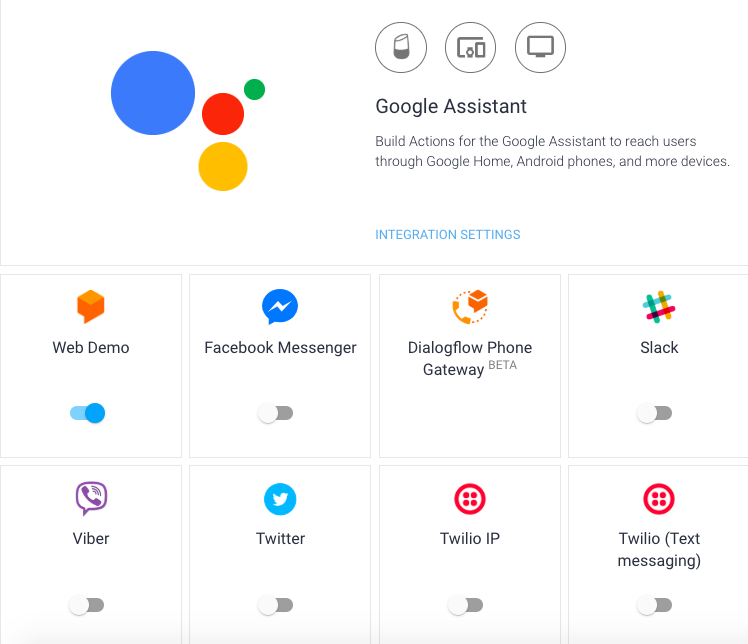 Google Assistant
Build Actions for the Google Assistant to reach users
through Google Home, Android phones, and more devices.
INTEGRATION SETTINGS
Web Demo
Facebook Messenger
Dialogflow Phone
Gateway BETA
Slack
Viber
Twitter
Twilio IP
Twilio (Text
messaging)